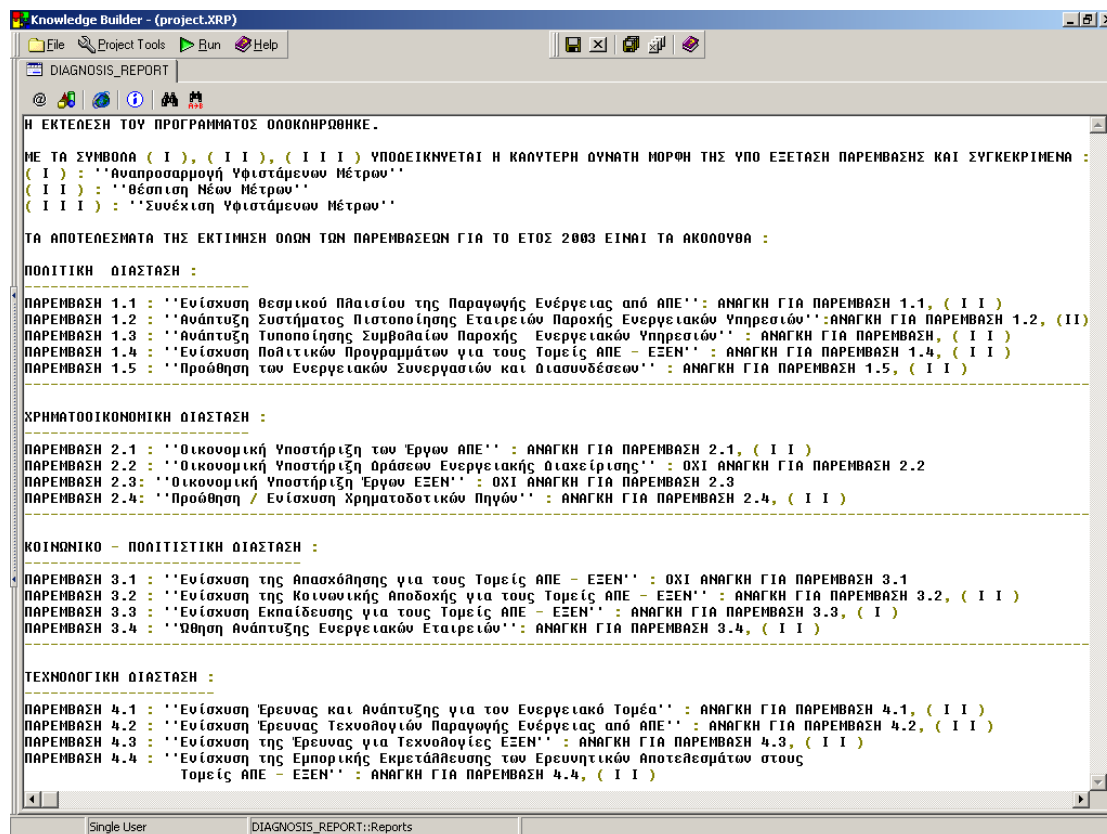 Knowledge Builder - (project.XRP)
File Project Tools Run Help
DIAGNOSIS_REPORT
Η ΕΚΤΕΛΕΣΗ ΤΟΥ ΠΡΟΓΡΑΜΜΑΤΟΣ ΟΛΟΚΛΗΡΩΘΗΚΕ.
ΜΕ ΤΑ ΣΥΜΒΟΛΑ ( Ι ), ( Ι Ι ), ( Ι Ι Ι ) ΥΠΟΔΕΙΚΝΥΕΤΑΙ Η ΚΑΛΥΤΕΡΗ ΔΥΝΑΤΗ ΜΟΡΦΗ ΤΗΣ ΥΠΟ ΕΞΕΤΑΣΗ ΠΑΡΕΜΒΑΣΗΣ ΚΑΙ ΣΥΓΚΕΚΡΙΜΕΝΑ :
( Ι ) : ''Αναπροσαρμογή Υφιστάμενων Μέτρων''
( Ι Ι ) : ''Θέσπιση Νέων Μέτρων''
( Ι Ι Ι ) : ''Συνέχιση Υφιστάμενων Μέτρων''
ΤΑ ΑΠΟΤΕΛΕΣΜΑΤΑ ΤΗΣ ΕΚΤΙΜΗΣΗ ΟΛΩΝ ΤΩΝ ΠΑΡΕΜΒΑΣΕΩΝ ΓΙΑ ΤΟ ΕΤΟΣ 2003 ΕΙΝΑΙ ΤΑ ΑΚΟΛΟΥΘΑ :
ΠΟΛΙΤΙΚΗ ΔΙΑΣΤΑΣΗ :
ΠΑΡΕΜΒΑΣΗ 1.1 : ''Ενίσχυση Θεσμικού Πλαισίου της Παραγωγής Ενέργειας από ΑΠΕ'': ΑΝΑΓΚΗ ΓΙΑ ΠΑΡΕΜΒΑΣΗ 1.1, ( Ι Ι )
ΠΑΡΕΜΒΑΣΗ 1.2 : ''Ανάπτυξη Συστήματος Πιστοποίησης Εταιρειών Παροχής Ενεργειακών Υπηρεσιών'':ΑΝΑΓΚΗ ΓΙΑ ΠΑΡΕΜΒΑΣΗ 1.2, (ΙΙ)
ΠΑΡΕΜΒΑΣΗ 1.3 : ''Ανάπτυξη Τυποποίησης Συμβολαίων Παροχής Ενεργειακών Υπηρεσιών'' : ΑΝΑΓΚΗ ΓΙΑ ΠΑΡΕΜΒΑΣΗ, ( Ι Ι )
ΠΑΡΕΜΒΑΣΗ 1.4 : ''Ενίσχυση Πολιτικών Προγραμμάτων για τους Τομείς ΑΠΕ - ΕΞΕΝ'' : ΑΝΑΓΚΗ ΓΙΑ ΠΑΡΕΜΒΑΣΗ 1.4, ( Ι Ι )
ΠΑΡΕΜΒΑΣΗ 1.5 : ''Προώθηση των Ενεργειακών Συνεργασιών και Διασυνδέσεων'' : ΑΝΑΓΚΗ ΓΙΑ ΠΑΡΕΜΒΑΣΗ 1.5, ( Ι Ι )
ΧΡΗΜΑΤΟΟΙΚΟΝΟΜΙΚΗ ΔΙΑΣΤΑΣΗ :
ΠΑΡΕΜΒΑΣΗ 2.1 : ''Οικονομική Υποστήριξη των Έργων ΑΠΕ'' : ΑΝΑΓΚΗ ΓΙΑ ΠΑΡΕΜΒΑΣΗ 2.1, ( Ι Ι )
ΠΑΡΕΜΒΑΣΗ 2.2 : ''Οικονομική Υποστήριξη Δράσεων Ενεργειακής Διαχείρισης'' : ΟΧΙ ΑΝΑΓΚΗ ΓΙΑ ΠΑΡΕΜΒΑΣΗ 2.2
ΠΑΡΕΜΒΑΣΗ 2.3: ''Οικονομική Υποστήριξη Έργων ΕΞΕΝ'' : ΟΧΙ ΑΝΑΓΚΗ ΓΙΑ ΠΑΡΕΜΒΑΣΗ 2.3
ΠΑΡΕΜΒΑΣΗ 2.4: ''Προώθηση / Ενίσχυση Χρηματοδοτικών Πηγών'' : ΑΝΑΓΚΗ ΓΙΑ ΠΑΡΕΜΒΑΣΗ 2.4, ( Ι Ι )
ΚΟΙΝΩΝΙΚΟ - ΠΟΛΙΤΙΣΤΙΚΗ ΔΙΑΣΤΑΣΗ :
ΠΑΡΕΜΒΑΣΗ 3.1 : ''Ενίσχυση της Απασχόλησης για τους Τομείς ΑΠΕ - ΕΞΕΝ'' : ΟΧΙ ΑΝΑΓΚΗ ΓΙΑ ΠΑΡΕΜΒΑΣΗ 3.1
ΠΑΡΕΜΒΑΣΗ 3.2 : ''Ενίσχυση της Κοινωνικής Αποδοχής για τους Τομείς ΑΠΕ - ΕΞΕΝ'' : ΑΝΑΓΚΗ ΓΙΑ ΠΑΡΕΜΒΑΣΗ 3.2, ( Ι Ι )
ΠΑΡΕΜΒΑΣΗ 3.3 : ''Ενίσχυση Εκπαίδευσης για τους Τομείς ΑΠΕ - ΕΞΕΝ'' : ΑΝΑΓΚΗ ΓΙΑ ΠΑΡΕΜΒΑΣΗ 3.3, ( Ι )
ΠΑΡΕΜΒΑΣΗ 3.4 : ''Ώθηση Ανάπτυξης Ενεργειακών Εταιρειών'': ΑΝΑΓΚΗ ΓΙΑ ΠΑΡΕΜΒΑΣΗ 3.4, ( Ι Ι )
ΤΕΧΝΟΛΟΓΙΚΗ ΔΙΑΣΤΑΣΗ :
ΠΑΡΕΜΒΑΣΗ 4.1 : ''Ενίσχυση Έρευνας και Ανάπτυξης για τον Ενεργειακό Τομέα'' : ΑΝΑΓΚΗ ΓΙΑ ΠΑΡΕΜΒΑΣΗ 4.1, ( Ι Ι )
ΠΑΡΕΜΒΑΣΗ 4.2 : ''Ενίσχυση Έρευνας Τεχνολογιών Παραγωγής Ενέργειας από ΑΠΕ'' : ΑΝΑΓΚΗ ΓΙΑ ΠΑΡΕΜΒΑΣΗ 4.2, ( Ι Ι )
ΠΑΡΕΜΒΑΣΗ 4.3 : ''Ενίσχυση της Έρευνας για Τεχνολογίες ΕΞΕΝ'' : ΑΝΑΓΚΗ ΓΙΑ ΠΑΡΕΜΒΑΣΗ 4.3, ( Ι Ι )
ΠΑΡΕΜΒΑΣΗ 4.4 : ''Ενίσχυση της Εμπορικής Εκμετάλλευσης των Ερευνητικών Αποτελεσμάτων στους
Τομείς ΑΠΕ - ΕΞΕΝ'' : ΑΝΑΓΚΗ ΓΙΑ ΠΑΡΕΜΒΑΣΗ 4.4, ( Ι Ι )
Single User DIAGNOSIS_REPORT::Reports